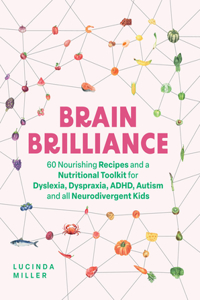 BRAIN
BRILLIANCE
60 Nourishing Recipes and a
Nutritional Toolkit for
Dyslexia, Dyspraxia, ADHD, Autism
and all Neurodivergent Kids
LUCINDA
MILLER